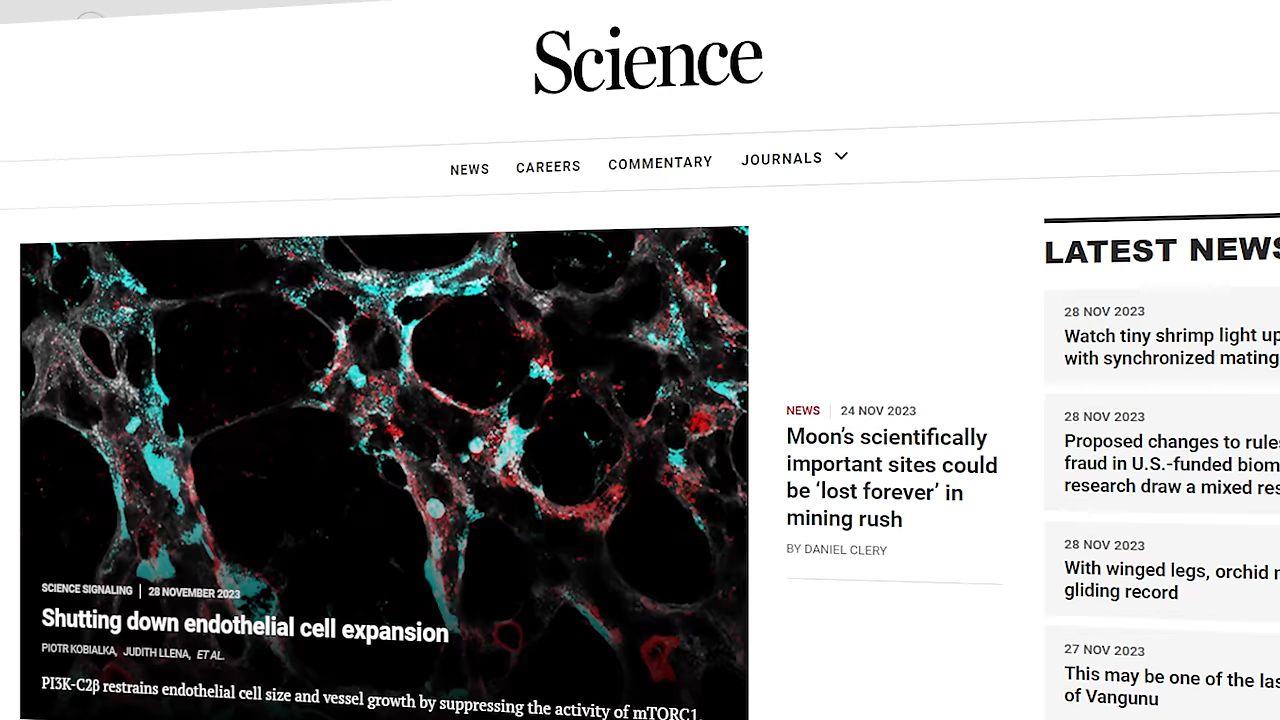 Science
NEWS CAREERS COMMENTARY JOURNALS
SCIENCE SIGNALING | 28 NOVEMBER 2023
Shutting down endothelial cell expansion
PIOTR KOBIALKA, JUDITH LLENA, ET AL.
PI3K-C2β restrains endothelial cell size and vessel growth by suppressing the activity of mTORC1.
NEWS | 24 NOV 2023
Moon’s scientifically
important sites could
be ‘lost forever’ in
mining rush
BY DANIEL CLERY
LATEST NEWS
28 NOV 2023
Watch tiny shrimp light up
with synchronized mating
28 NOV 2023
Proposed changes to rules
fraud in U.S.-funded biom
research draw a mixed res
28 NOV 2023
With winged legs, orchid
gliding record
27 NOV 2023
This may be one of the las
of Vangunu